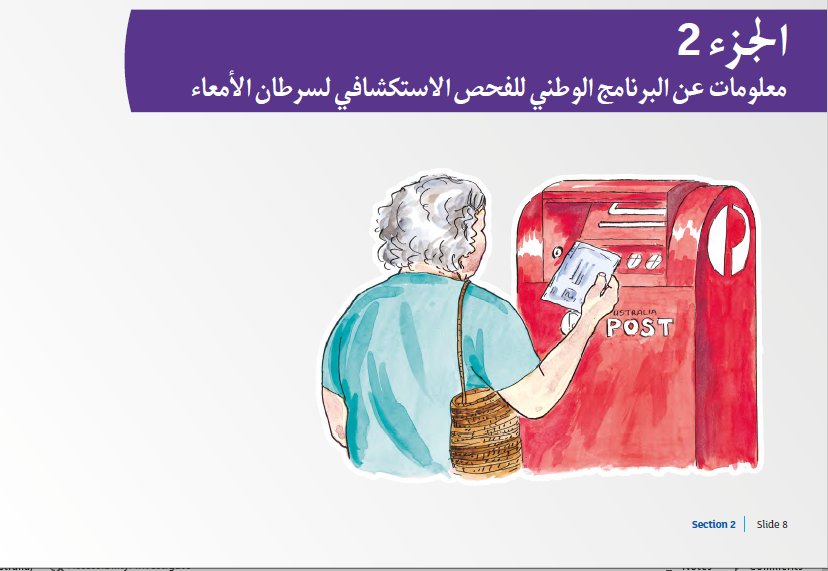 الجزء 2
معلومات عن البرنامج الوطني للفحص الاستكشافي لسرطان الأمعاء
AUSTRALIA
POST
Section 2 | Slide 8